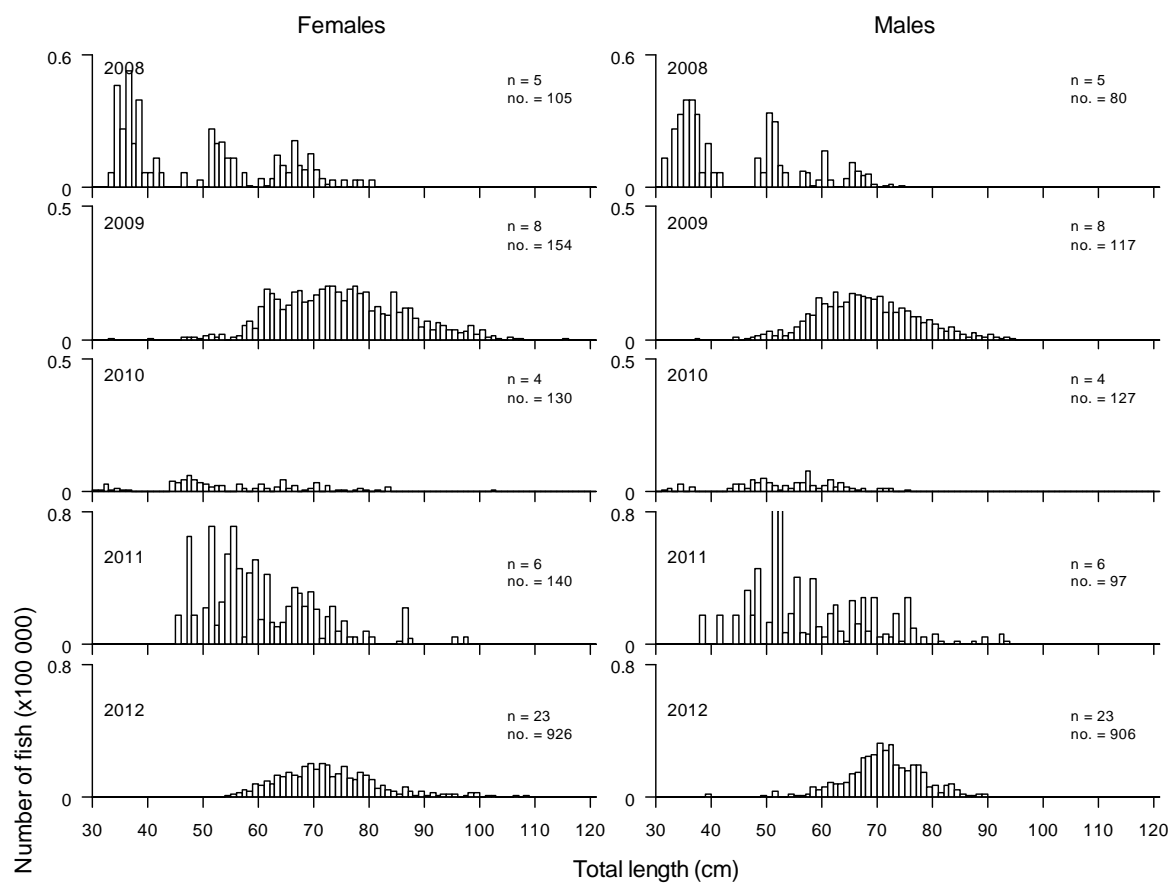 Females Males
0.6
2008
n = 5
no. = 105
0
2008
n = 5
no. = 80
0.6
0
0.5
2009
n = 8
no. = 154
0
0.5
2009
n = 8
no. = 117
0
0.5
2010
n = 4
no. = 130
0
0.5
2010
n = 4
no. = 127
0
0.8
2011
n = 6
no. = 140
0
0.8
2011
n = 6
no. = 97
0
0.8
2012
n = 23
no. = 926
0
0.8
2012
n = 23
no. = 906
0
30 40 50 60 70 80 90 100 110 120 30 40 50 60 70 80 90 100 110 120
Number of fish (x100 000)
Total length (cm)